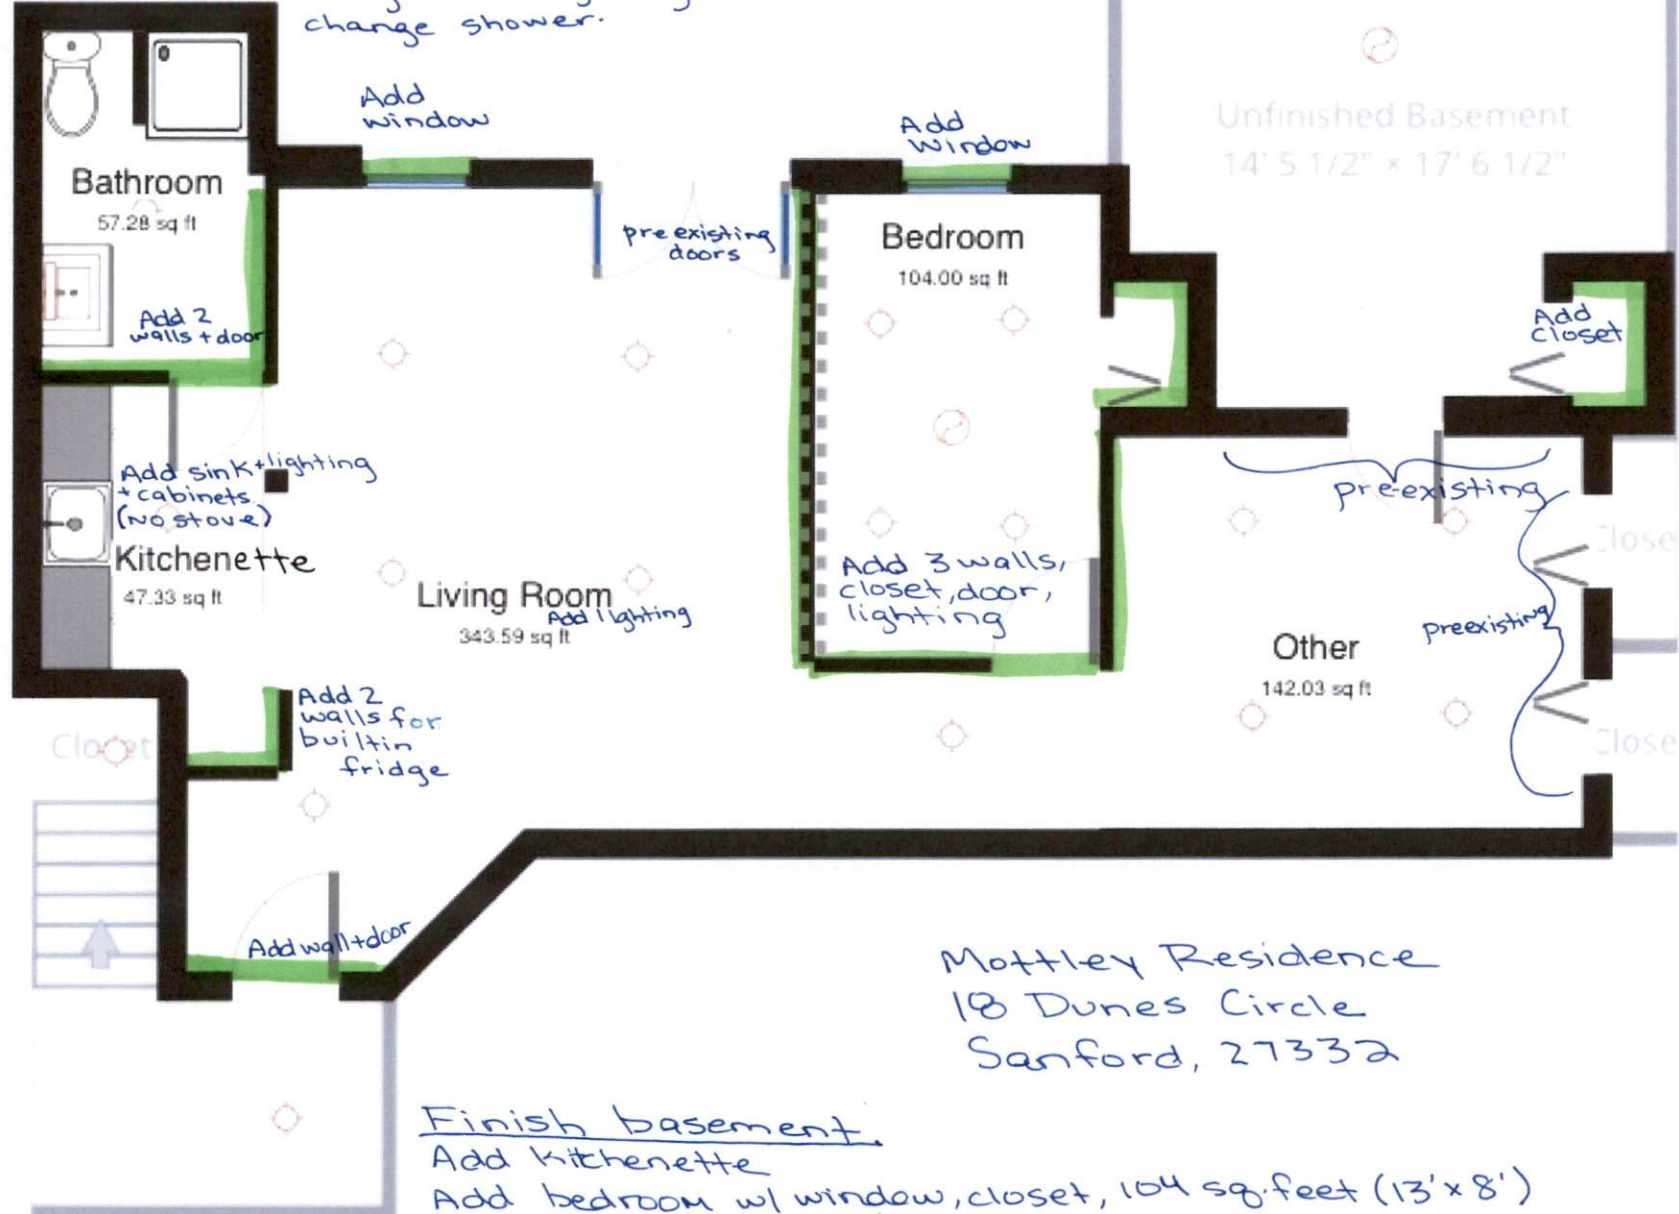 change shower.
Add
window
Add
window
Unfinished Basement
14' 5 1/2" × 17' 6 1/2"
Bathroom
57.28 sq ft
preexisting
doors
Bedroom
104.00 sq ft
Add 2
walls + door
Add
closet
Add sink + lighting
+ cabinets
(No stove)
Kitchenette
47.33 sq ft
pre-existing
Closet
Living Room
Add lighting
343.59 sq ft
Add 3 walls,
closet, door,
lighting
preexisting
Other
142.03 sq ft
Add 2
walls for
builtin
fridge
Closet
Close
Close
Add wall + door
Mottley Residence
18 Dunes Circle
Sanford, 27332
Finish basement.
Add Kitchenette
Add bedroom w/ window, closet, 104 sq. feet (13' x 8')